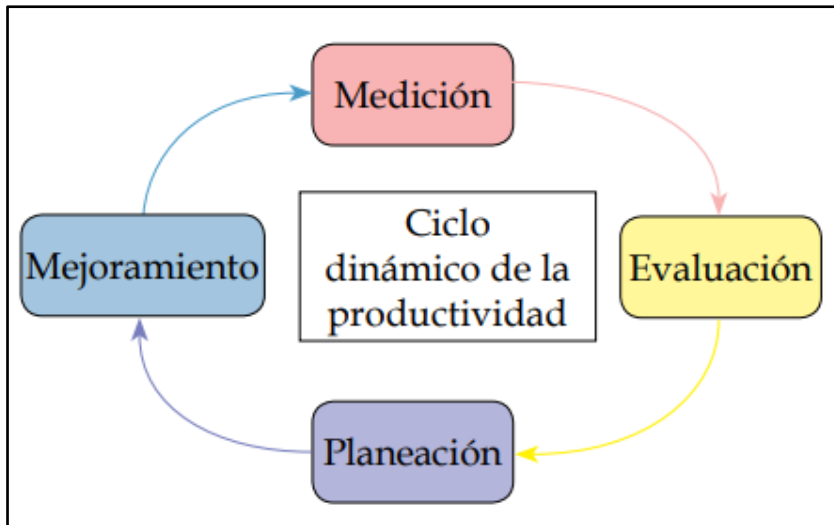 Medición
Ciclo
dinámico de la
productividad
Mejoramiento
Evaluación
Planeación